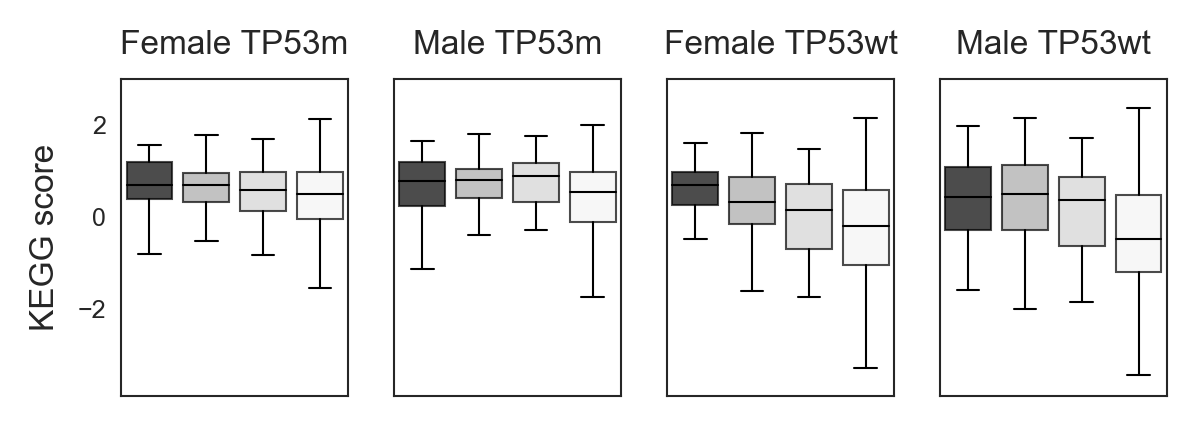 Female TP53m
Male TP53m
Female TP53wt
Male TP53wt
KEGG score
2
0
−2